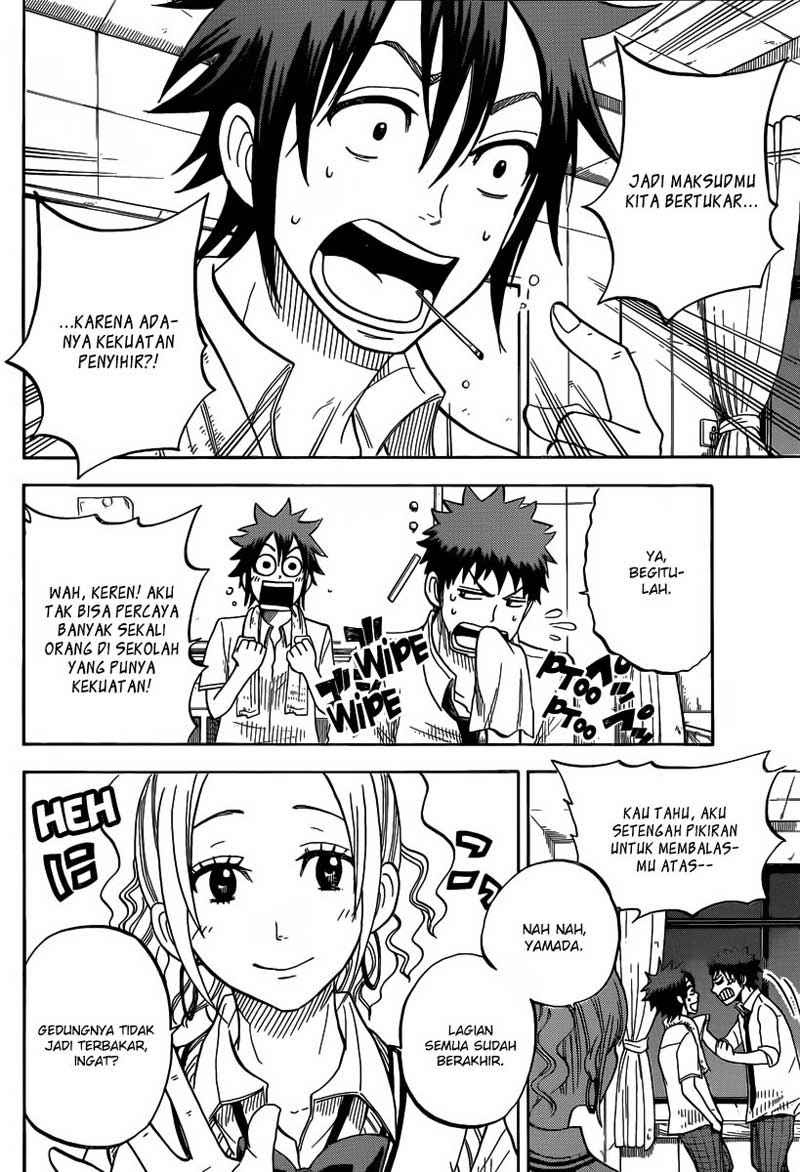 JADI MAKSUDMU
KITA BERTUKAR...
...KARENA ADA-
NYA KEKUATAN
PENYIHIR?!
YA,
BEGITU-
LAH.
PTOO
PTOO
WIPE
WIPE
WAH, KEREN! AKU
TAK BISA PERCAYA
BANYAK SEKALI
ORANG DI SEKOLAH
YANG PUNYA
KEKUATAN!
KAU TAHU, AKU
SETENGAH PIKIRAN
UNTUK MEMBALAS-
MU ATAS--
NAH NAH,
YAMADA.
LAGIAN
SEMUA SUDAH
BERAKHIR.
HEH
GEDUNGNYA TIDAK
JADI TERBAKAR,
INGAT?